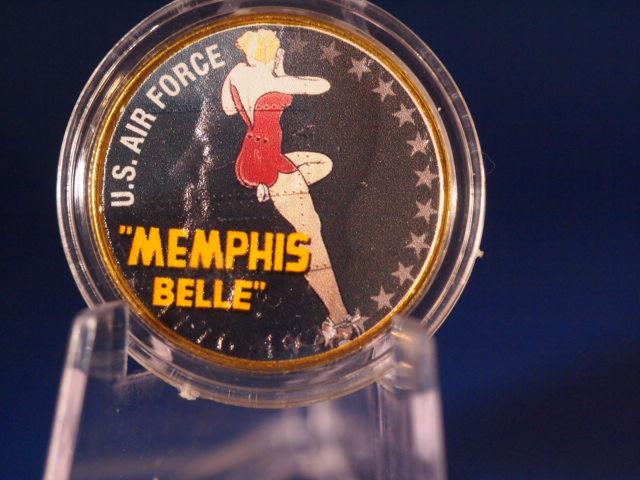 U.S. AIR FORCE
"MEMPHIS
BELLE"